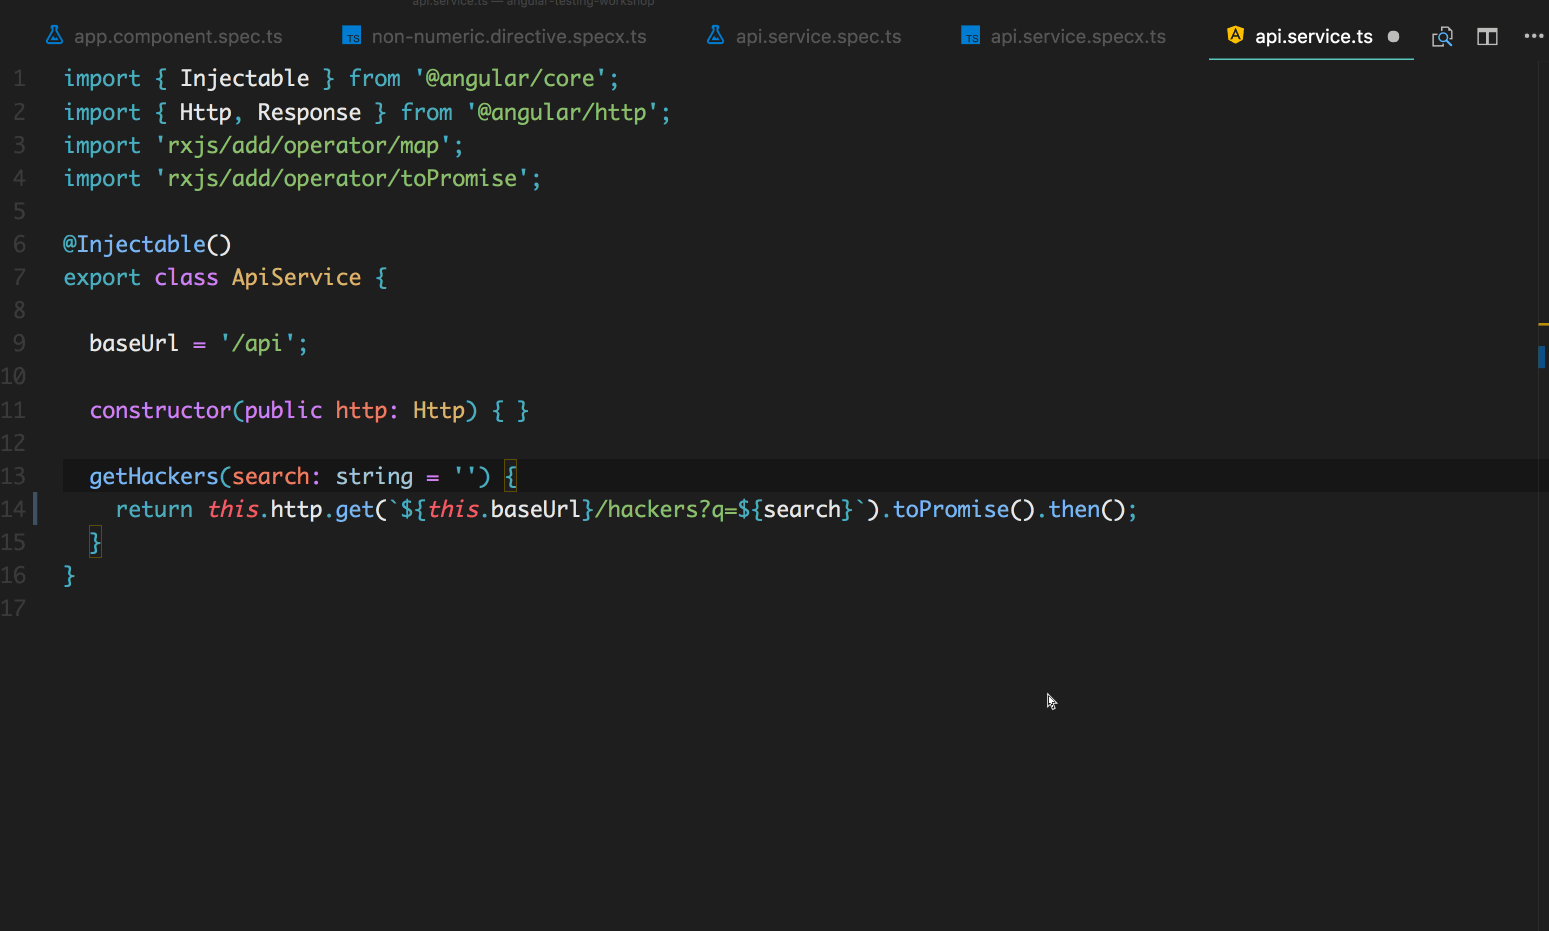 api.service.ts — angular-testing-workshop
app.component.spec.ts non-numeric.directive.specx.ts api.service.spec.ts api.service.specx.ts api.service.ts
1 import { Injectable } from '@angular/core';
2 import { Http, Response } from '@angular/http';
3 import 'rxjs/add/operator/map';
4 import 'rxjs/add/operator/toPromise';
5
6 @Injectable()
7 export class ApiService {
8
9 baseUrl = '/api';
10
11 constructor(public http: Http) { }
12
13 getHackers(search: string = '') {
14 return this.http.get(`${this.baseUrl}/hackers?q=${search}`).toPromise().then();
15 }
16 }
17